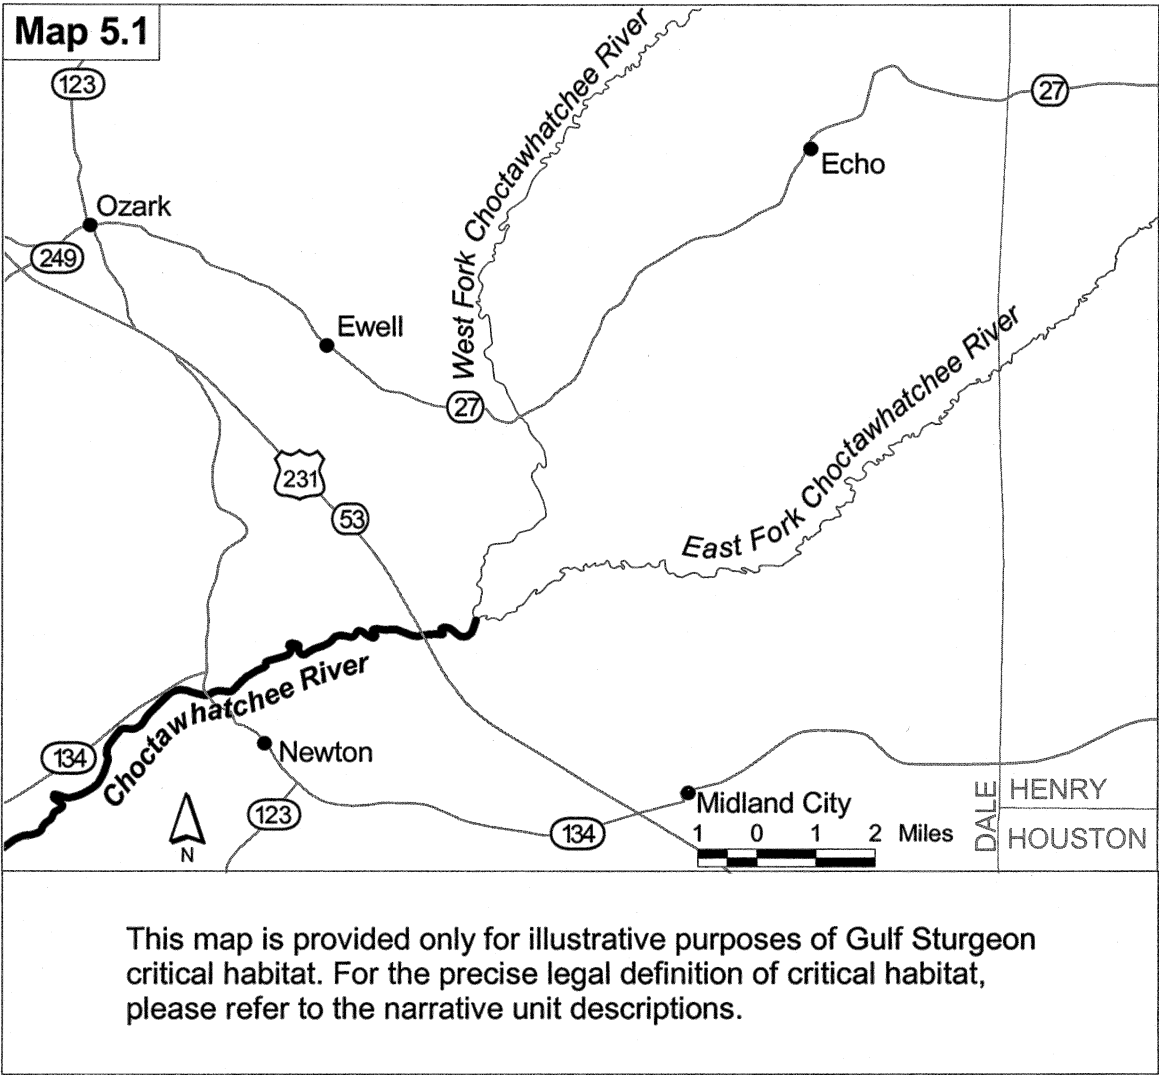 Map 5.1
123
West Fork Choctawhatchee River
27
Echo
Ozark
249
Ewell
27
East Fork Choctawhatchee River
231
53
Choctawhatchee River
134
Newton
123
N
134
Midland City
1 0 1 2 Miles
DALE
HENRY
HOUSTON
This map is provided only for illustrative purposes of Gulf Sturgeon
critical habitat. For the precise legal definition of critical habitat,
please refer to the narrative unit descriptions.